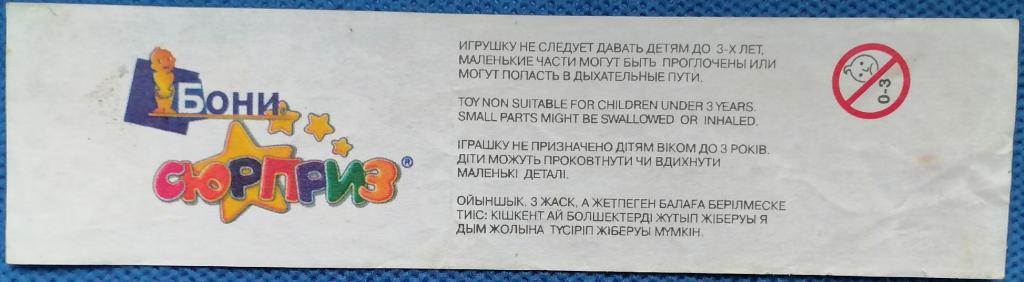 Бони
СЮРПРИЗ®
ИГРУШКУ НЕ СЛЕДУЕТ ДАВАТЬ ДЕТЯМ ДО 3-Х ЛЕТ,
МАЛЕНЬКИЕ ЧАСТИ МОГУТ БЫТЬ ПРОГЛОЧЕНЫ ИЛИ
МОГУТ ПОПАСТЬ В ДЫХАТЕЛЬНЫЕ ПУТИ.
TOY NON SUITABLE FOR CHILDREN UNDER 3 YEARS.
SMALL PARTS MIGHT BE SWALLOWED OR INHALED.
ІГРАШКУ НЕ ПРИЗНАЧЕНО ДІТЯМ ВІКОМ ДО 3 РОКІВ.
ДІТИ МОЖУТЬ ПРОКОВТНУТИ ЧИ ВДИХНУТИ
МАЛЕНЬКІ ДЕТАЛІ.
ОЙЫНШЫК. 3 ЖАСК, А ЖЕТПЕГЕН БАЛАҒА БЕРІЛМЕСКЕ
ТИІС: КІШКЕНТ АЙ БОЛШЕКТЕРДІ ЖҰТЫП ЖІБЕРУЫ Я
ДЫМ ЖОЛЫНА ТҮСІРІП ЖІБЕРУЫ МҮМКІН.
0-3